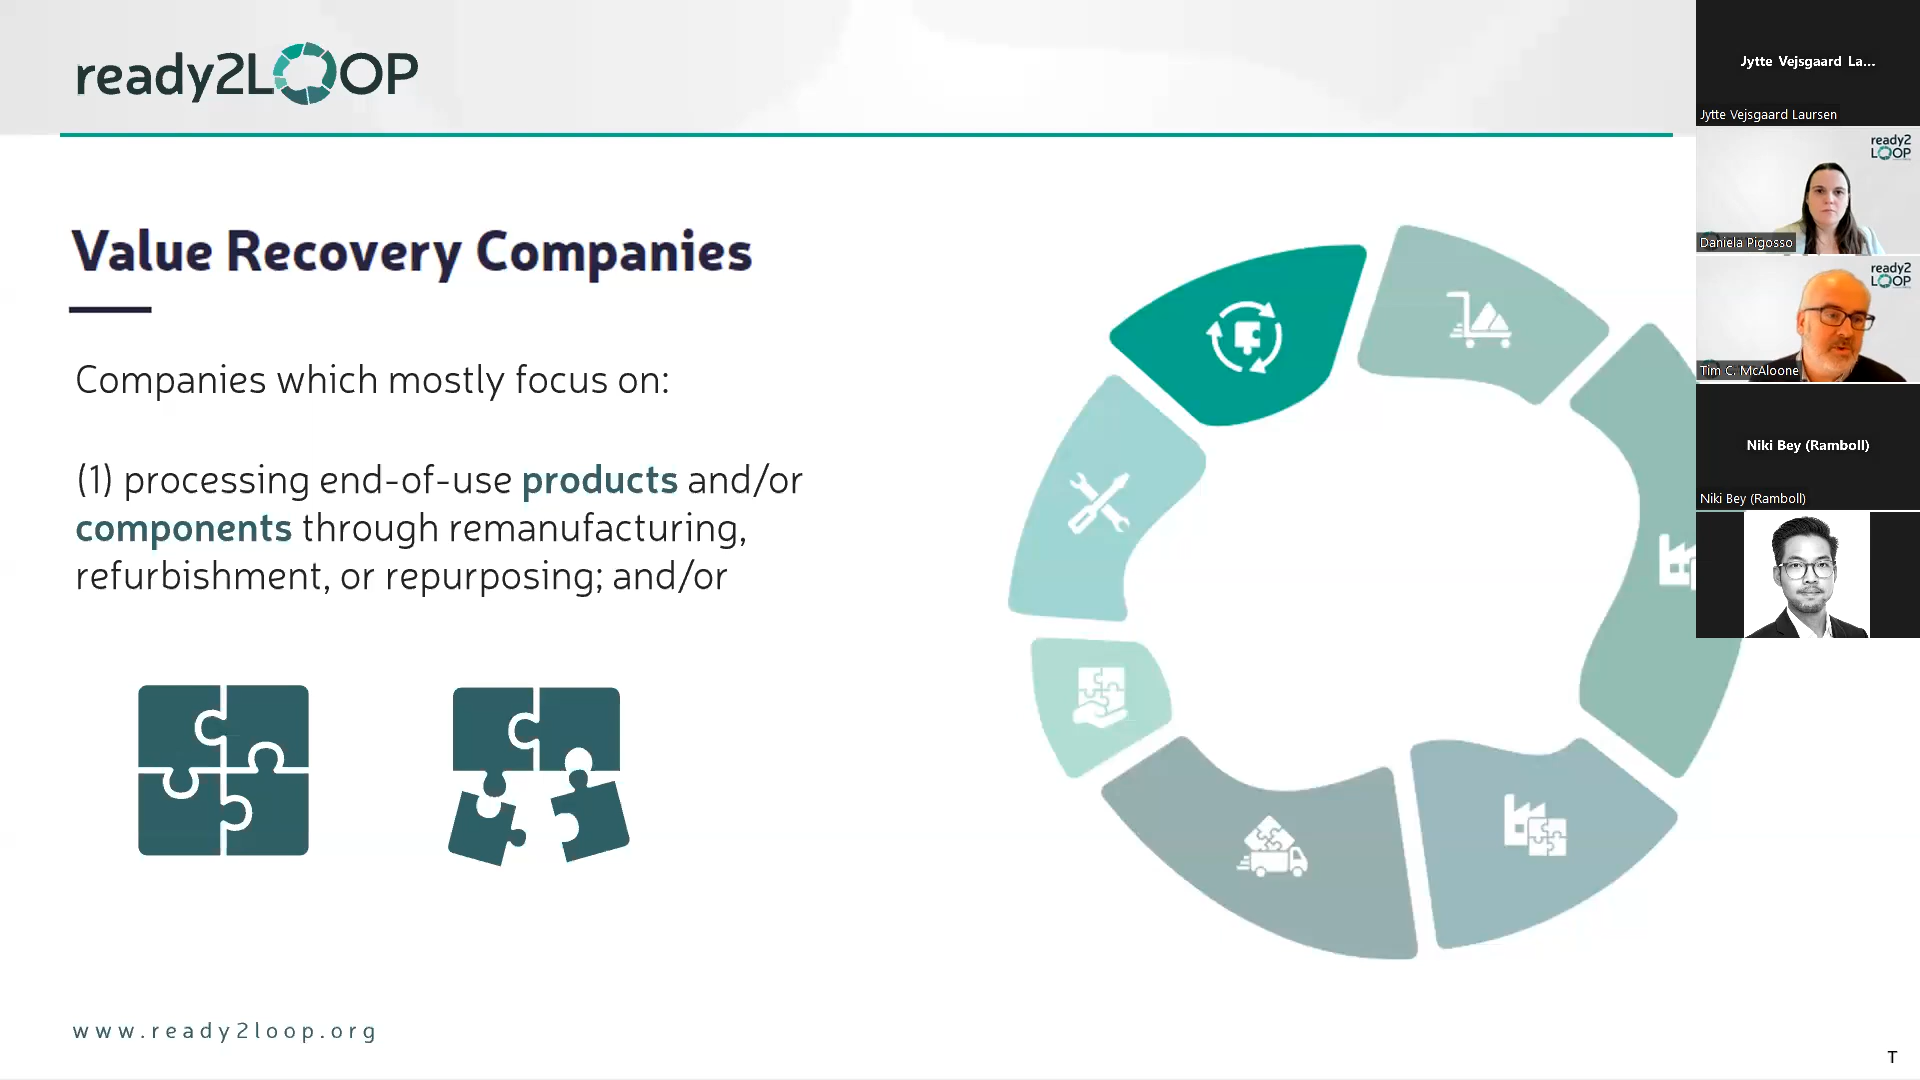 ready2LOOP
Value Recovery Companies
Companies which mostly focus on:
(1) processing end-of-use products and/or
components through remanufacturing,
refurbishment, or repurposing; and/or
www.ready2loop.org
Jytte Vejsgaard La...
Jytte Vejsgaard Laursen
ready2
LOOP
Daniela Pigosso
ready2
LOOP
Tim C. McAloone
Niki Bey (Ramboll)
Niki Bey (Ramboll)
T